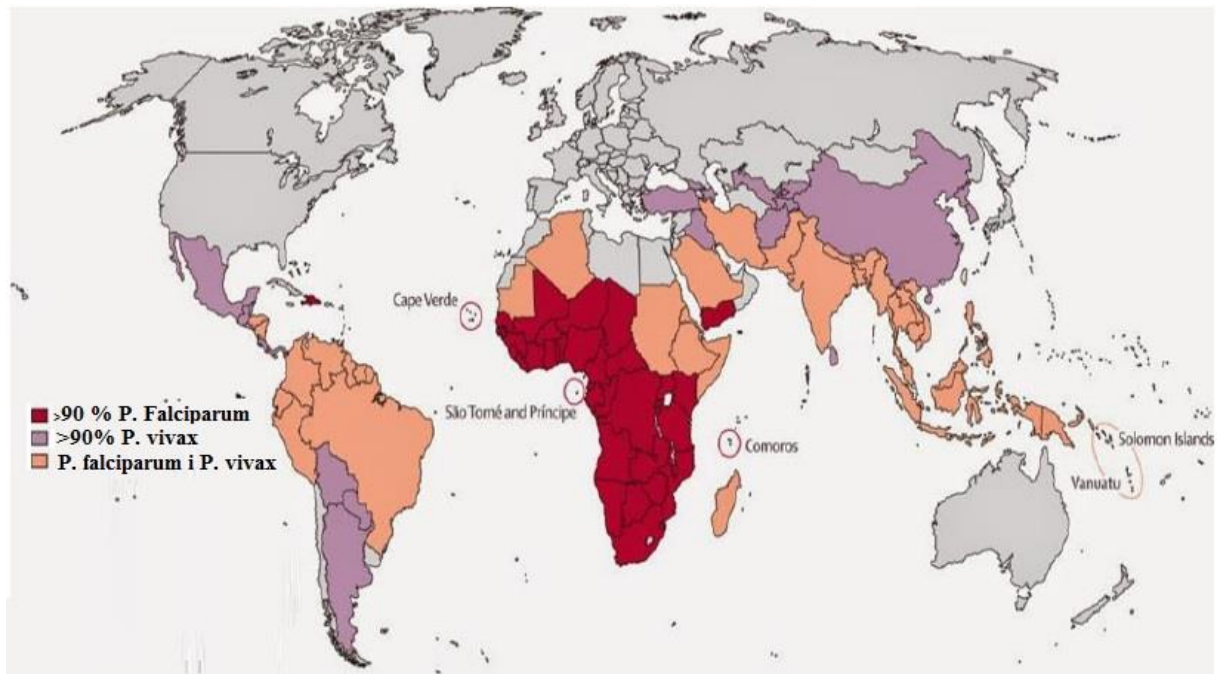 Cape Verde
>90 % P. Falciparum
>90% P. vivax
P. falciparum i P. vivax
São Tomé and Príncipe
Comoros
Solomon Islands
Vanuatu